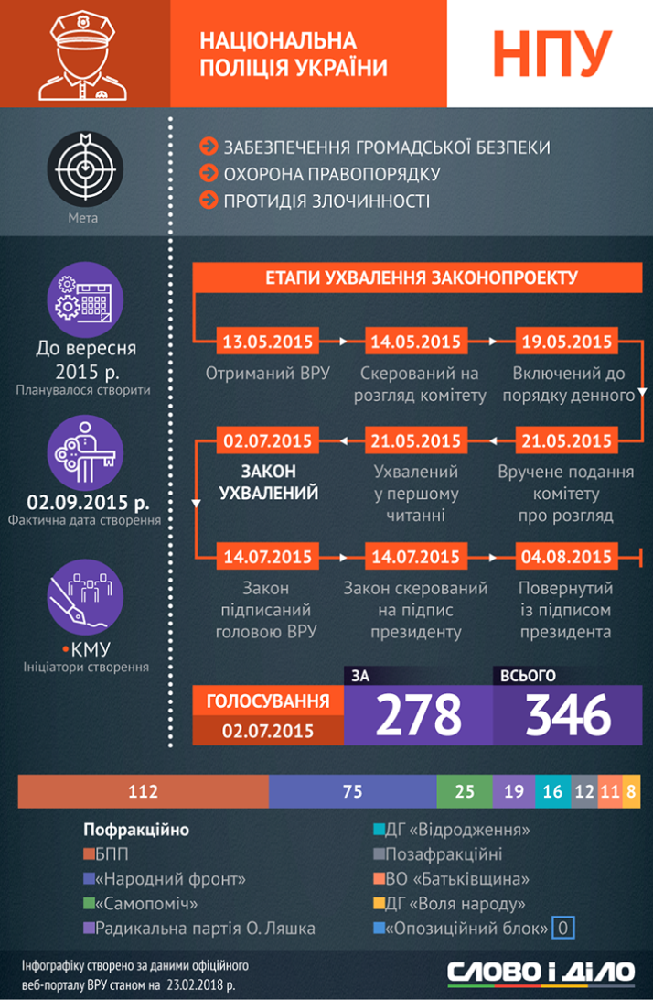 НАЦІОНАЛЬНА
ПОЛІЦІЯ УКРАЇНИ
НПУ
Мета
ЗАБЕЗПЕЧЕННЯ ГРОМАДСЬКОЇ БЕЗПЕКИ
ОХОРОНА ПРАВОПОРЯДКУ
ПРОТИДІЯ ЗЛОЧИННОСТІ
До вересня
2015 р.
Планувалося створити
02.09.2015 р.
Фактична дата створення
•КМУ
Ініціатори створення
ЕТАПИ УХВАЛЕННЯ ЗАКОНОПРОЕКТУ
13.05.2015
Отриманий ВРУ
14.05.2015
Скерований на
розгляд комітету
19.05.2015
Включений до
порядку денного
21.05.2015
Вручене подання
комітету
про розгляд
21.05.2015
Ухвалений
у першому
читанні
02.07.2015
ЗАКОН
УХВАЛЕНИЙ
14.07.2015
Закон
підписаний
головою ВРУ
14.07.2015
Закон скерований
на підпис
президенту
04.08.2015
Повернутий
із підписом
президента
ГОЛОСУВАННЯ
02.07.2015
ЗА
278
ВСЬОГО
346
112 75 25 19 16 12 11 8
Пофракційно
БПП
«Народний фронт»
«Самопоміч»
Радикальна партія О. Ляшка
ДГ «Відродження»
Позафракційні
ВО «Батьківщина»
ДГ «Воля народу»
«Опозиційний блок» 0
Інфографіку створено за даними офіційного
веб-порталу ВРУ станом на 23.02.2018 р.
СЛОВО і ДіЛО